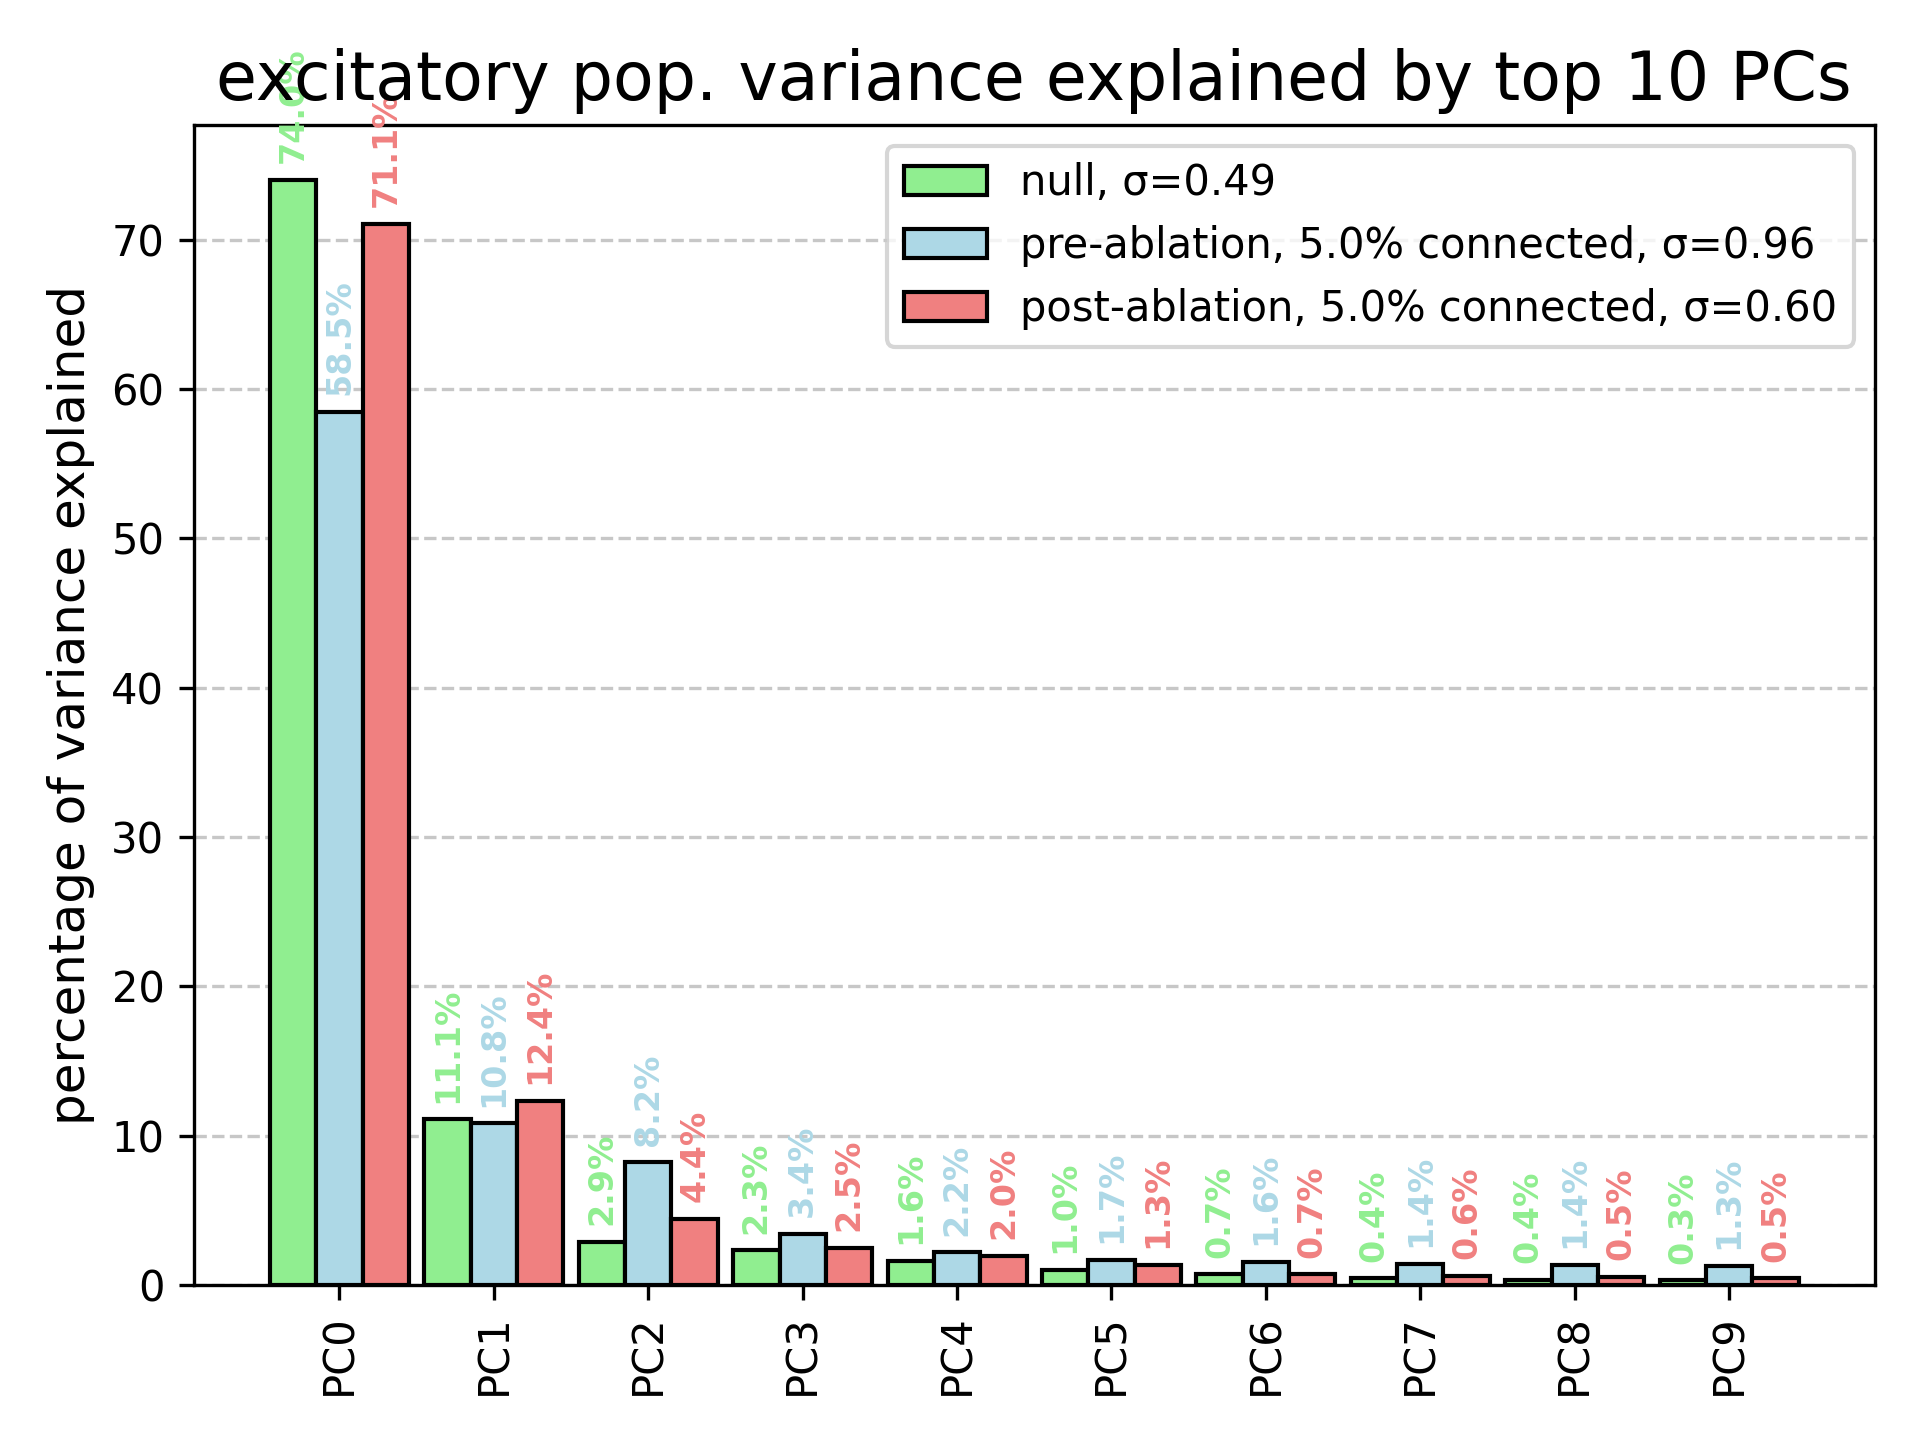 excitatory pop. variance explained by top 10 PCs
null, σ=0.49
pre-ablation, 5.0% connected, σ=0.96
post-ablation, 5.0% connected, σ=0.60
percentage of variance explained
70
60
50
40
30
20
10
0
74.0%
58.5%
71.1%
11.1%
10.8%
12.4%
2.9%
8.2%
4.4%
2.3%
3.4%
2.5%
1.6%
2.2%
2.0%
1.0%
1.7%
1.3%
0.7%
1.6%
0.7%
0.4%
1.4%
0.6%
0.4%
1.4%
0.5%
0.3%
1.3%
0.5%
PC0
PC1
PC2
PC3
PC4
PC5
PC6
PC7
PC8
PC9